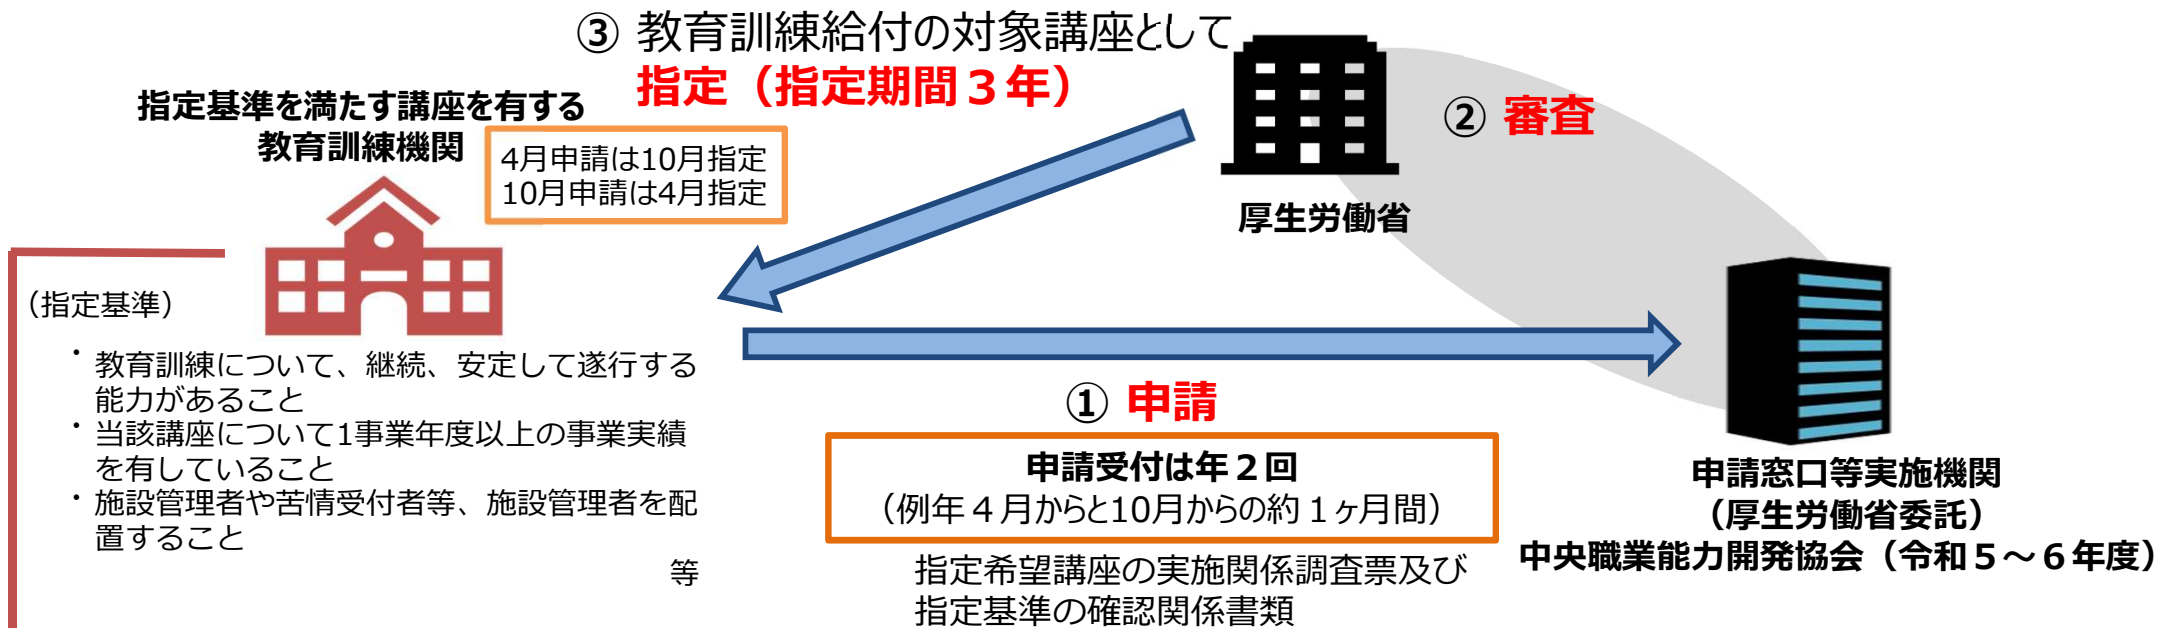 ③ 教育訓練給付の対象講座として
指定（指定期間３年）
指定基準を満たす講座を有する
教育訓練機関
4月申請は10月指定
10月申請は4月指定
② 審査
厚生労働省
（指定基準）
・教育訓練について、継続、安定して遂行する
能力があること
・当該講座について1事業年度以上の事業実績
を有していること
・施設管理者や苦情受付者等、施設管理者を配
置すること
等
① 申請
申請受付は年２回
（例年４月からと10月からの約１ヶ月間）
指定希望講座の実施関係調査票及び
指定基準の確認関係書類
申請窓口等実施機関
（厚生労働省委託）
中央職業能力開発協会（令和５～６年度）